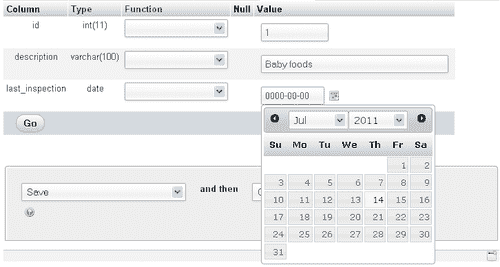 Column Type Function Null Value
id int(11) 1
description varchar(100) Baby foods
last_inspection date 0000-00-00
Go
Jul 2011
Su Mo Tu We Th Fr Sa
1 2
3 4 5 6 7 8 9
10 11 12 13 14 15 16
17 18 19 20 21 22 23
24 25 26 27 28 29 30
31
Save and then